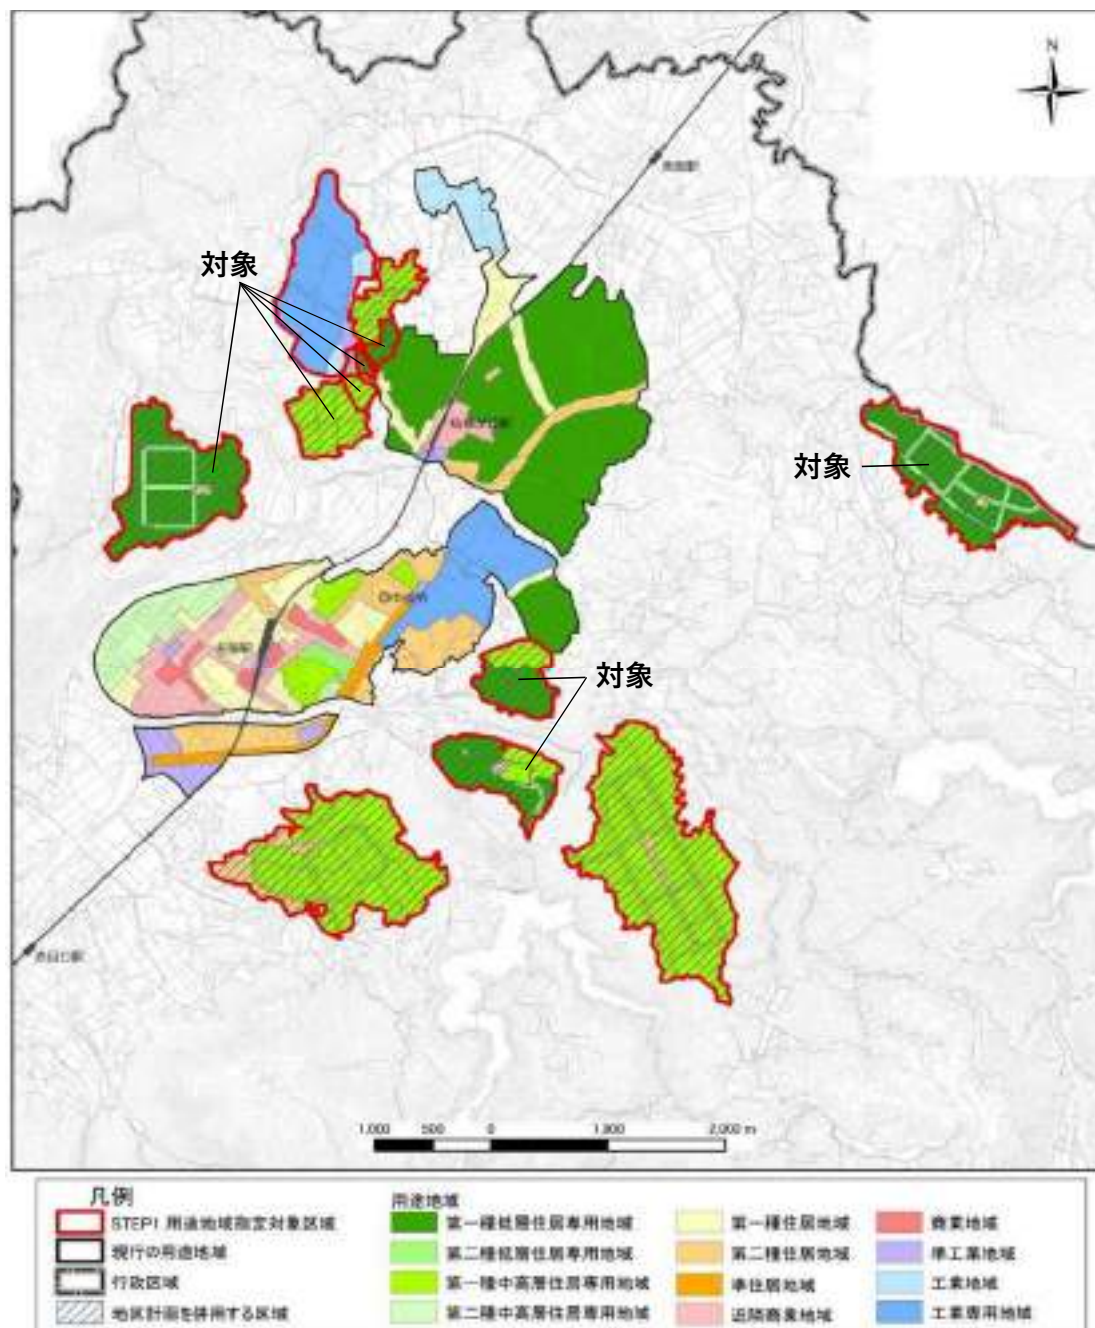 N
対象
対象
対象
1,000 500 0 1,000 2,000 m
凡例
STEP1 用途地域指定対象区域
現行の用途地域
行政区域
地区計画を併用する区域
用途地域
第一種低層住居専用地域
第二種低層住居専用地域
第一種中高層住居専用地域
第二種中高層住居専用地域
第一種住居地域
第二種住居地域
準住居地域
近隣商業地域
商業地域
準工業地域
工業地域
工業専用地域